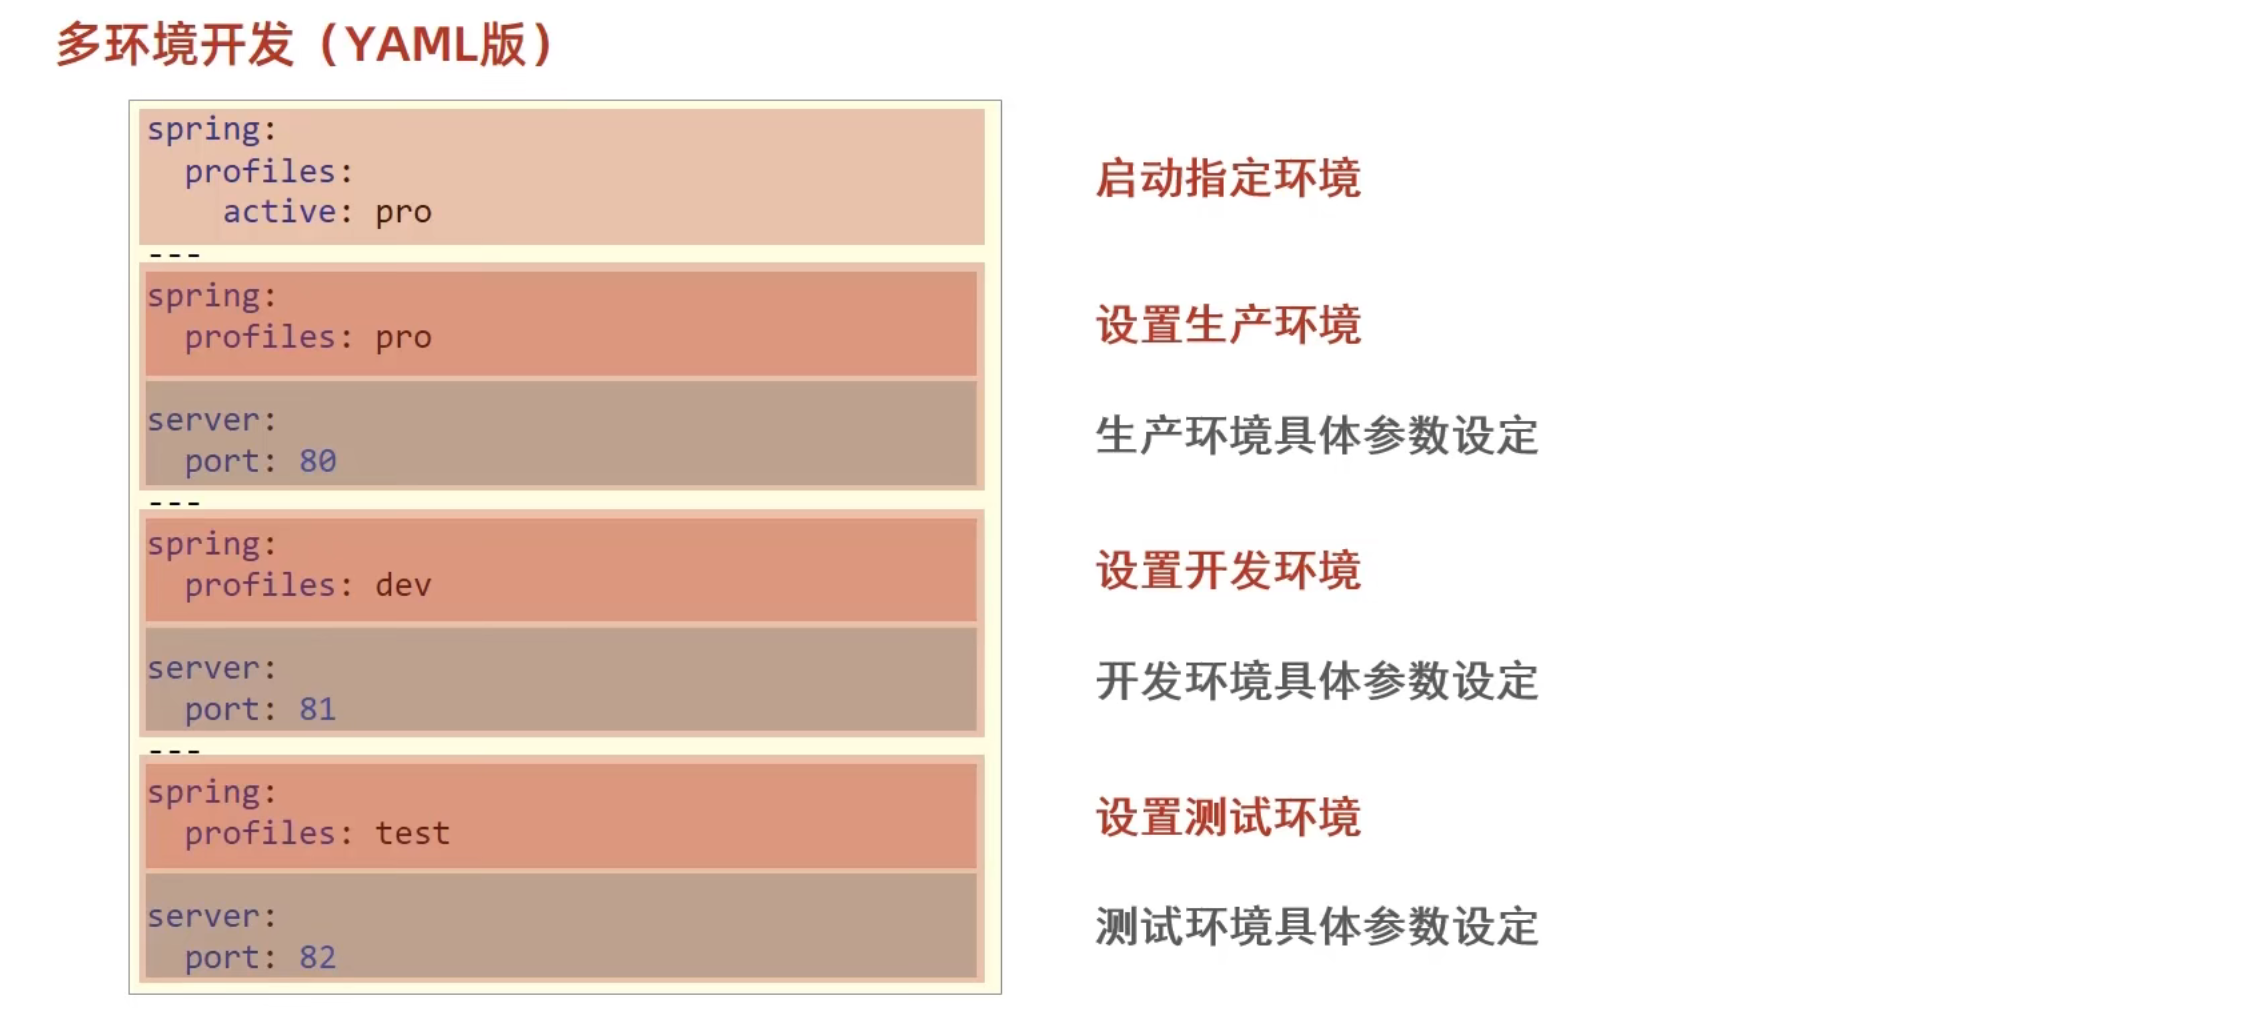 多环境开发（YAML版）
spring:
  profiles:
    active: pro
启动指定环境
---
spring:
  profiles: pro
设置生产环境
server:
  port: 80
生产环境具体参数设定
---
spring:
  profiles: dev
设置开发环境
server:
  port: 81
开发环境具体参数设定
---
spring:
  profiles: test
设置测试环境
server:
  port: 82
测试环境具体参数设定